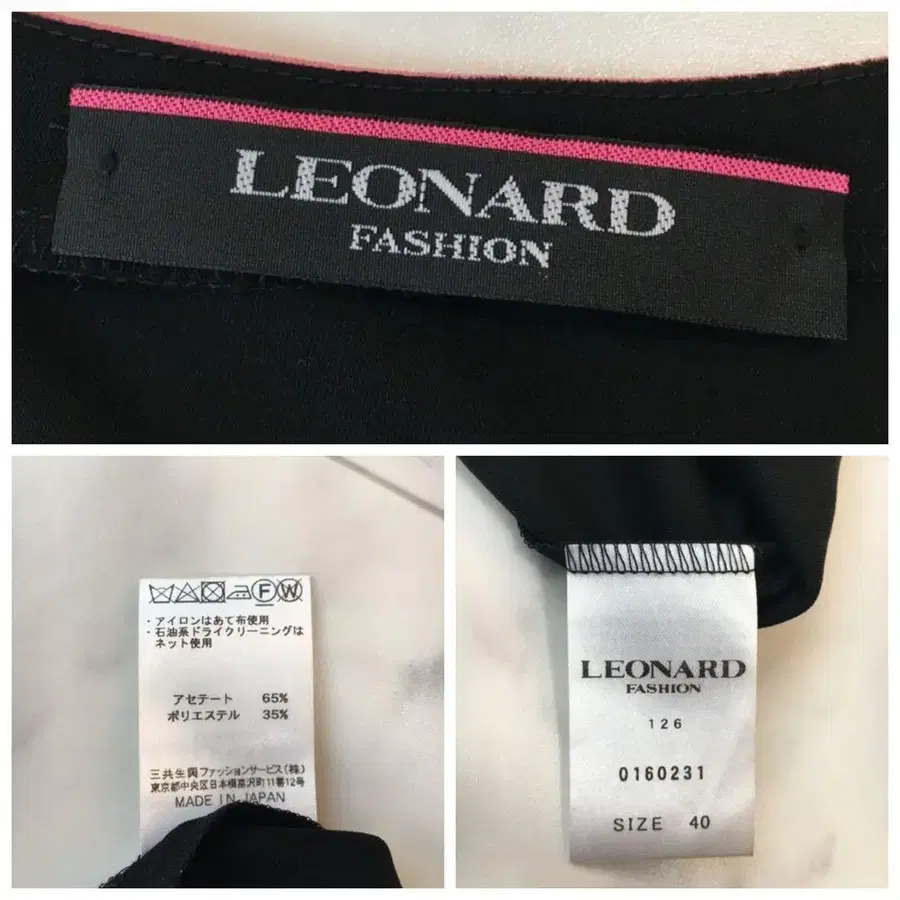 LEONARD
FASHION
F W
・アイロンはあて布使用
・石油系ドライクリーニングは
ネット使用
アセテート 65%
ポリエステル 35%
三共生興ファッションサービス(株)
東京都中央区日本橋富沢町11番12号
MADE IN JAPAN
LEONARD
FASHION
126
0160231
SIZE 40